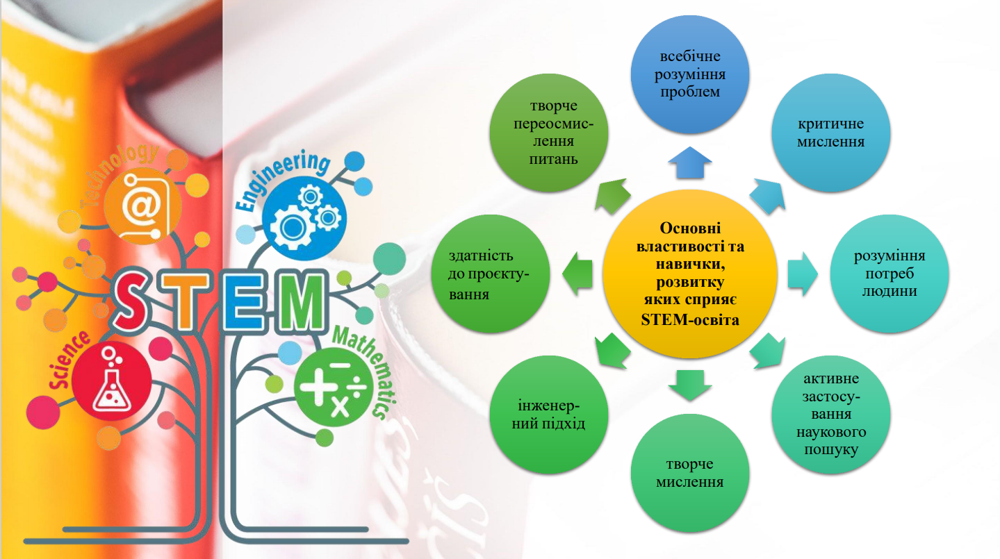 Technology
@
Engineering
STEM
Science
Mathematics
+ −
x ÷
всебічне
розуміння
проблем
критичне
мислення
розуміння
потреб
людини
активне
застосу-
вання
наукового
пошуку
творче
мислення
інженер-
ний підхід
здатність
до проєкту-
вання
творче
переосмис-
лення
питань
Основні
властивості та
навички,
розвитку
яких сприяє
STEM-освіта